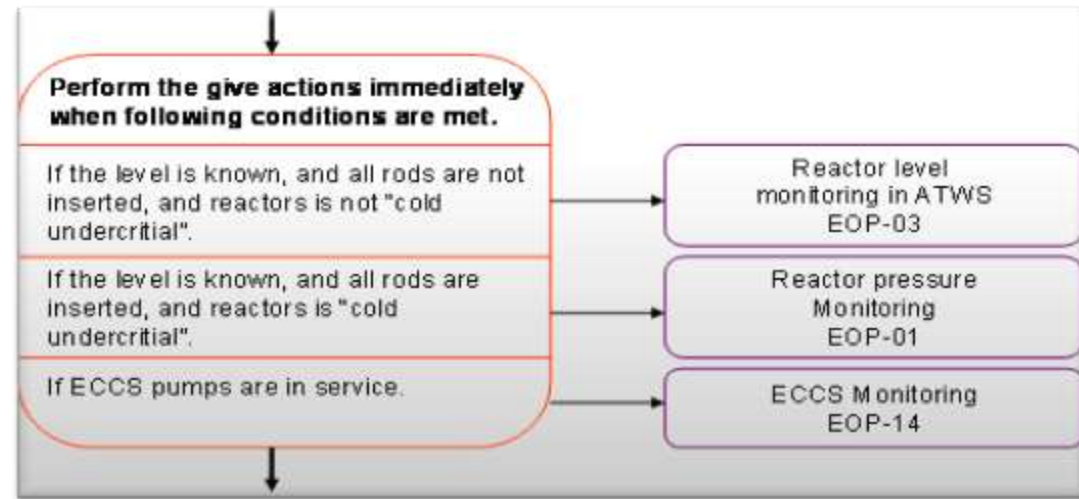 Perform the give actions immediately
when following conditions are met.
If the level is known, and all rods are not
inserted, and reactors is not "cold
undercritial".
Reactor level
monitoring in ATWS
EOP-03
If the level is known, and all rods are
inserted, and reactors is "cold
undercritial".
Reactor pressure
Monitoring
EOP-01
If ECCS pumps are in service.
ECCS Monitoring
EOP-14